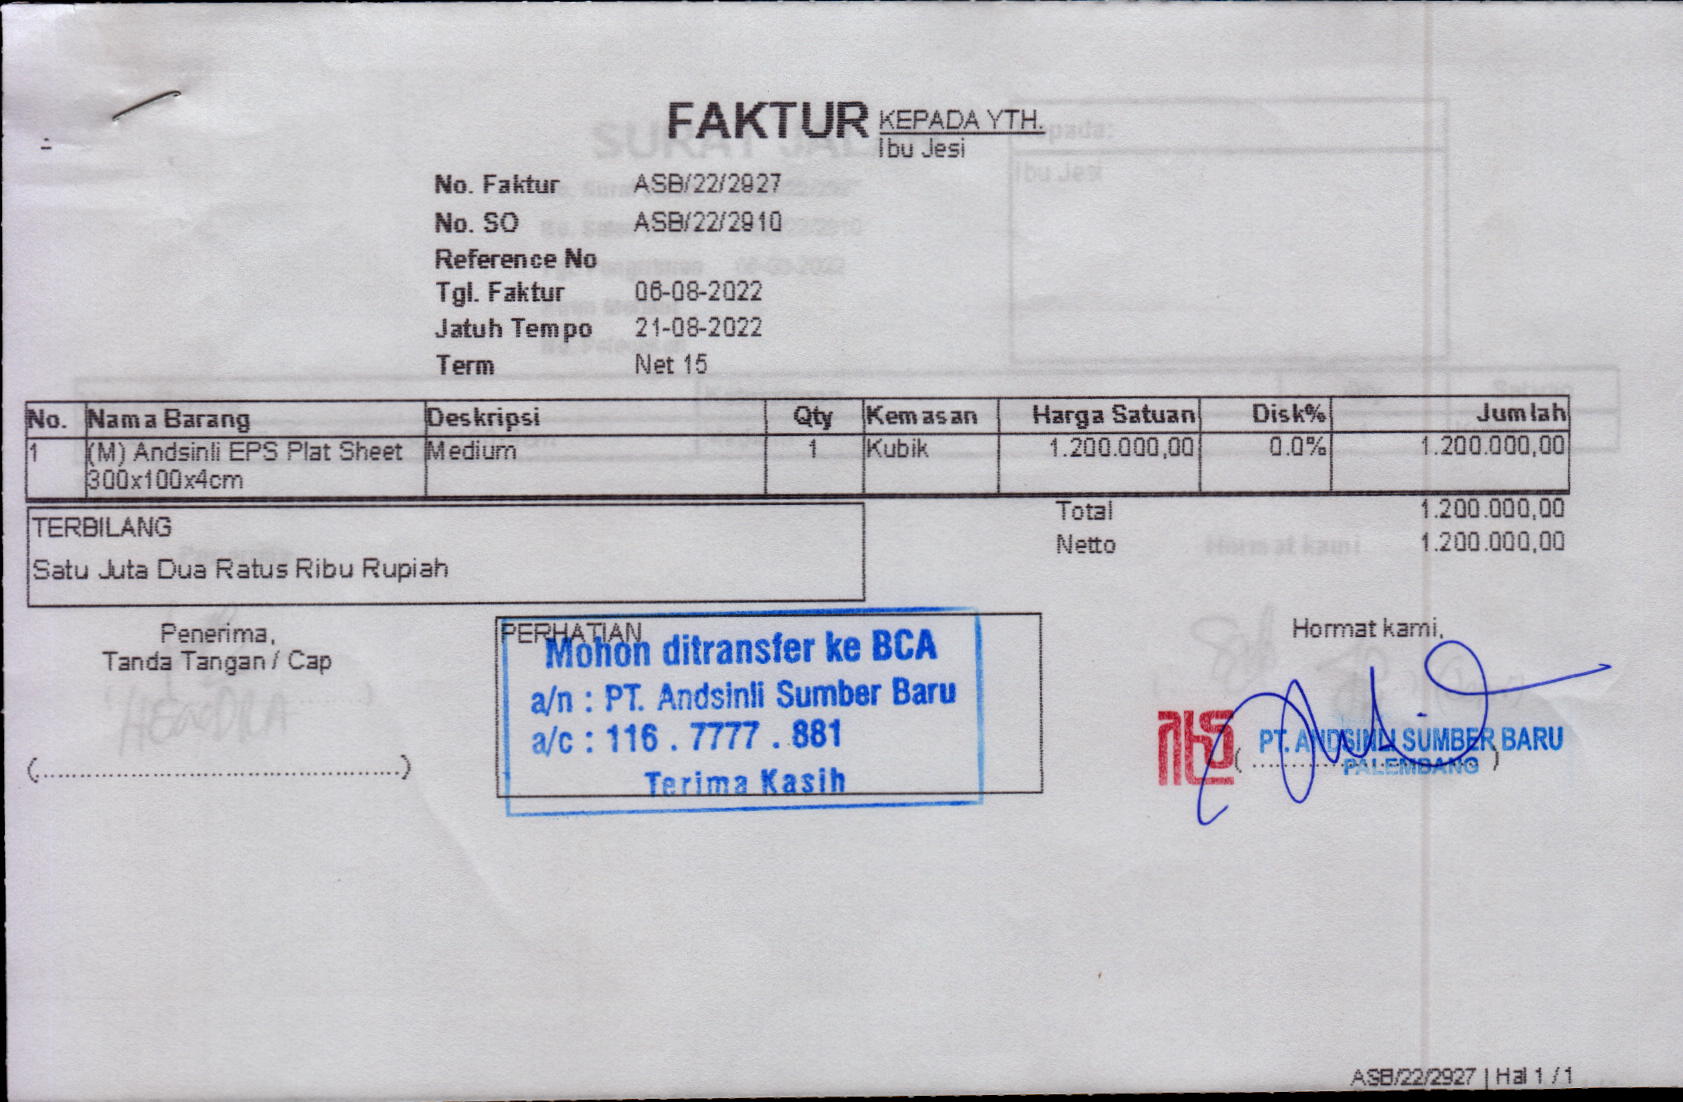 FAKTUR KEPADA YTH.
Ibu Jesi
No. Faktur ASB/22/2927
No. SO ASB/22/2910
Reference No
Tgl. Faktur 06-08-2022
Jatuh Tempo 21-08-2022
Term Net 15
No. Nama Barang Deskripsi Qty Kemasan Harga Satuan Disk% Jumlah
1 (M) Andsinli EPS Plat Sheet Medium 1 Kubik 1.200.000,00 0.0% 1.200.000,00
300x100x4cm
Total 1.200.000,00
TERBILANG
Netto 1.200.000,00
Satu Juta Dua Ratus Ribu Rupiah
Penerima,
Tanda Tangan / Cap
PERHATIAN
Mohon ditransfer ke BCA
a/n : PT. Andsinli Sumber Baru
a/c : 116 . 7777 . 881
Terima Kasih
Hormat kami,
PT. ANDSINLI SUMBER BARU
PALEMBANG
ASB/22/2927 | Hal 1 / 1